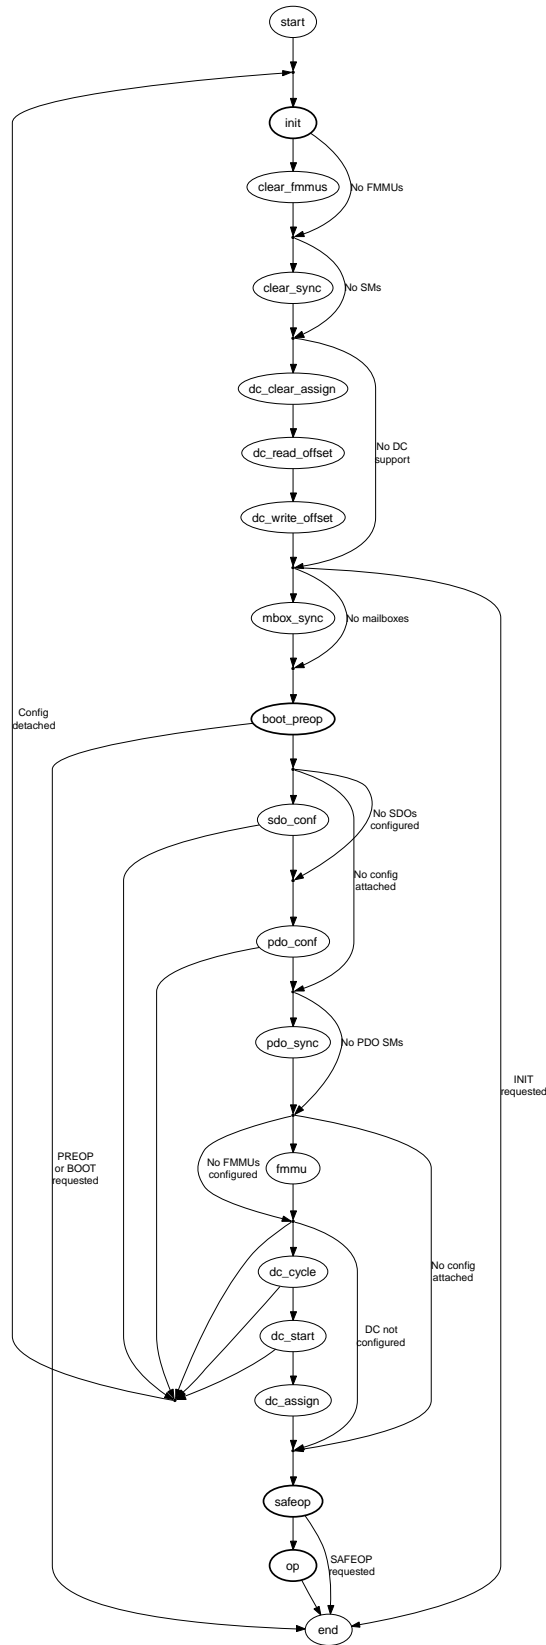 start
init
clear_fmmus
No FMMUs
clear_sync
No SMs
dc_clear_assign
No DC
support
dc_read_offset
dc_write_offset
mbox_sync
No mailboxes
Config
detached
boot_preop
sdo_conf
No SDOs
configured
No config
attached
pdo_conf
pdo_sync
No PDO SMs
INIT
requested
PREOP
or BOOT
requested
No FMMUs
configured
fmmu
No config
attached
dc_cycle
DC not
configured
dc_start
dc_assign
safeop
op
SAFEOP
requested
end